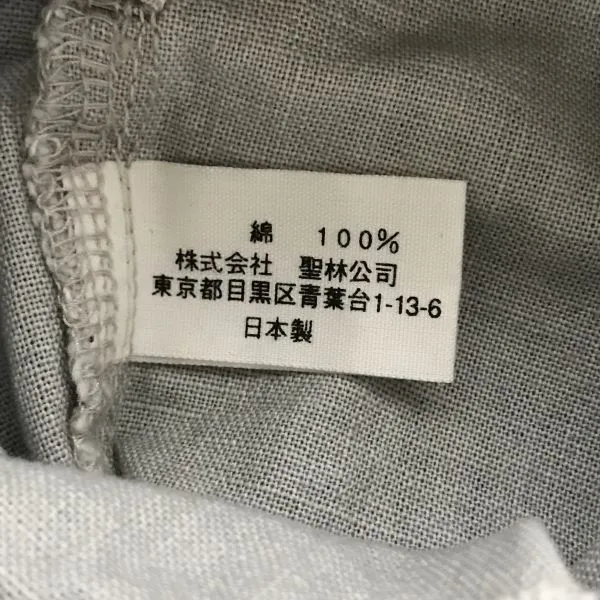 綿　100%
株式会社　聖林公司
東京都目黒区青葉台1-13-6
日本製